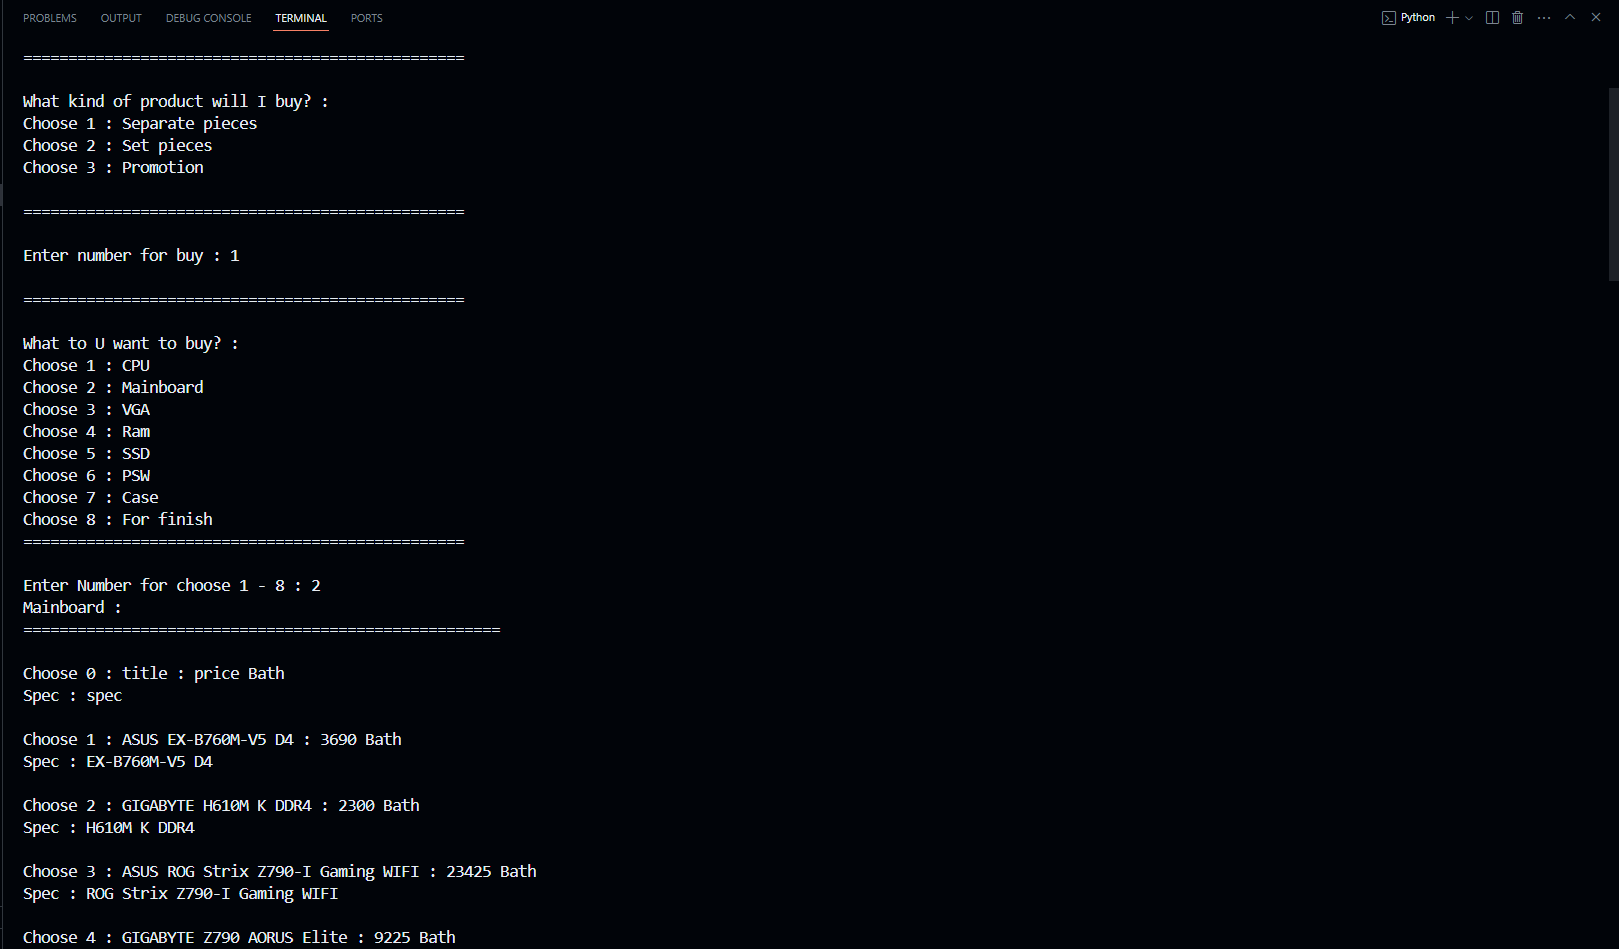 PROBLEMS OUTPUT DEBUG CONSOLE TERMINAL PORTS Python
=================================================
What kind of product will I buy? :
Choose 1 : Separate pieces
Choose 2 : Set pieces
Choose 3 : Promotion
=================================================
Enter number for buy : 1
=================================================
What to U want to buy? :
Choose 1 : CPU
Choose 2 : Mainboard
Choose 3 : VGA
Choose 4 : Ram
Choose 5 : SSD
Choose 6 : PSW
Choose 7 : Case
Choose 8 : For finish
=================================================
Enter Number for choose 1 - 8 : 2
Mainboard :
=====================================================
Choose 0 : title : price Bath
Spec : spec
Choose 1 : ASUS EX-B760M-V5 D4 : 3690 Bath
Spec : EX-B760M-V5 D4
Choose 2 : GIGABYTE H610M K DDR4 : 2300 Bath
Spec : H610M K DDR4
Choose 3 : ASUS ROG Strix Z790-I Gaming WIFI : 23425 Bath
Spec : ROG Strix Z790-I Gaming WIFI
Choose 4 : GIGABYTE Z790 AORUS Elite : 9225 Bath